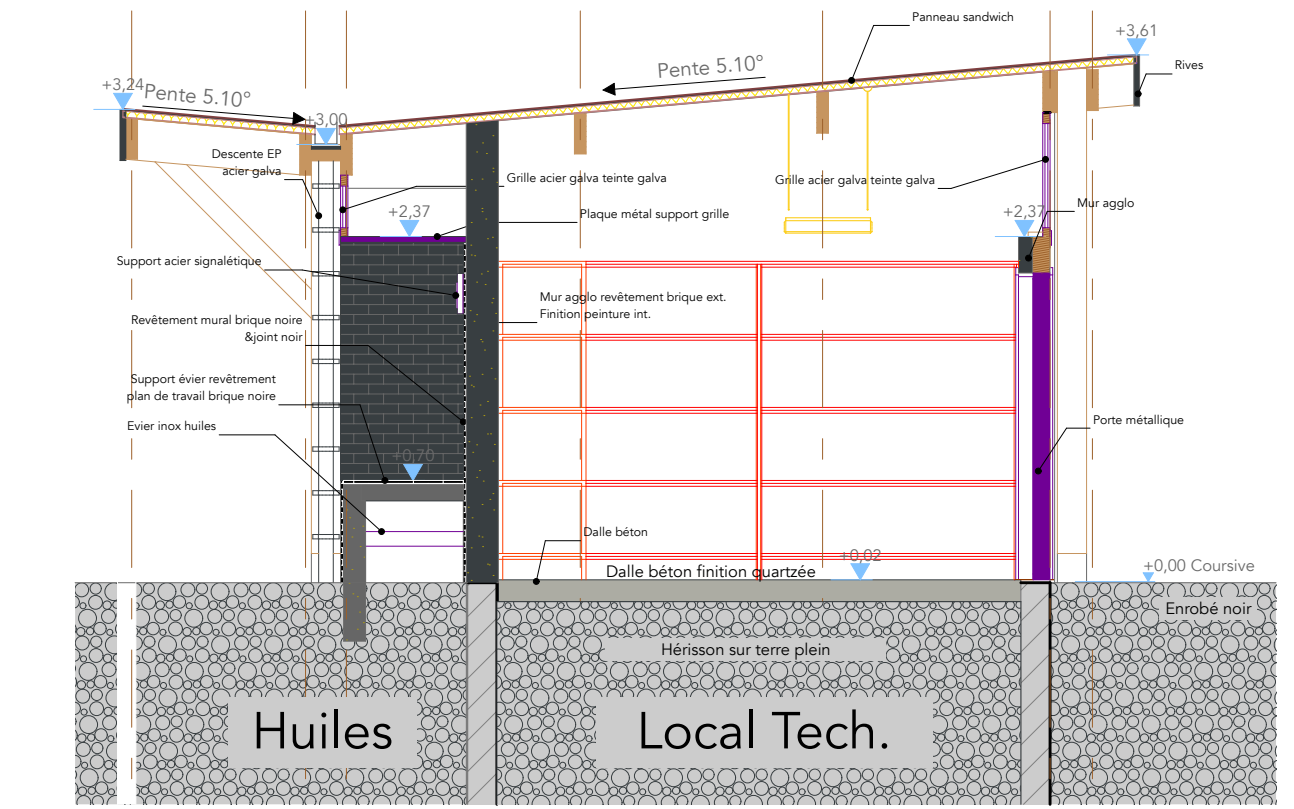 Panneau sandwich
+3,61
Rives
Pente 5.10°
+3,24
Pente 5.10°
+3,00
Descente EP
acier galva
Grille acier galva teinte galva
Grille acier galva teinte galva
+2,37
Plaque métal support grille
+2,37
Mur agglo
Support acier signalétique
Mur agglo revêtement brique ext.
Finition peinture int.
Revêtement mural brique noire
&joint noir
Support évier revêtrement
plan de travail brique noire
Evier inox huiles
Porte métallique
+0,70
Dalle béton
+0,02
Dalle béton finition quartzée
+0,00 Coursive
Enrobé noir
Hérisson sur terre plein
Huiles
Local Tech.